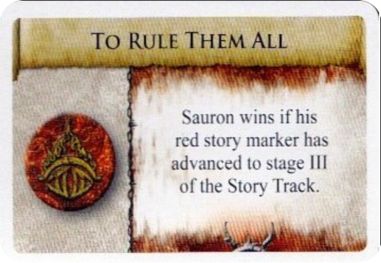 TO RULE THEM ALL
Sauron wins if his
red story marker has
advanced to stage III
of the Story Track.